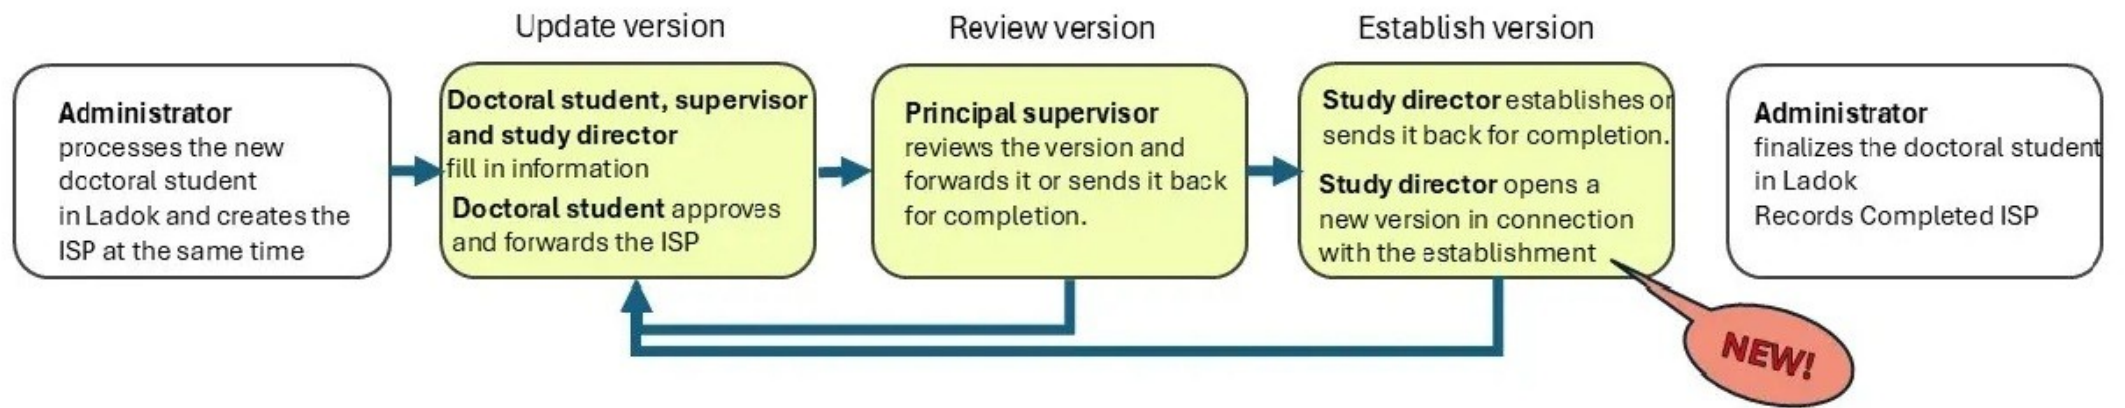 Update version
Review version
Establish version
Administrator
processes the new
doctoral student
in Ladok and creates the
ISP at the same time
Doctoral student, supervisor
and study director
fill in information
Doctoral student approves
and forwards the ISP
Principal supervisor
reviews the version and
forwards it or sends it back
for completion.
Study director establishes or
sends it back for completion.
Study director opens a
new version in connection
with the establishment
Administrator
finalizes the doctoral student
in Ladok
Records Completed ISP
NEW!